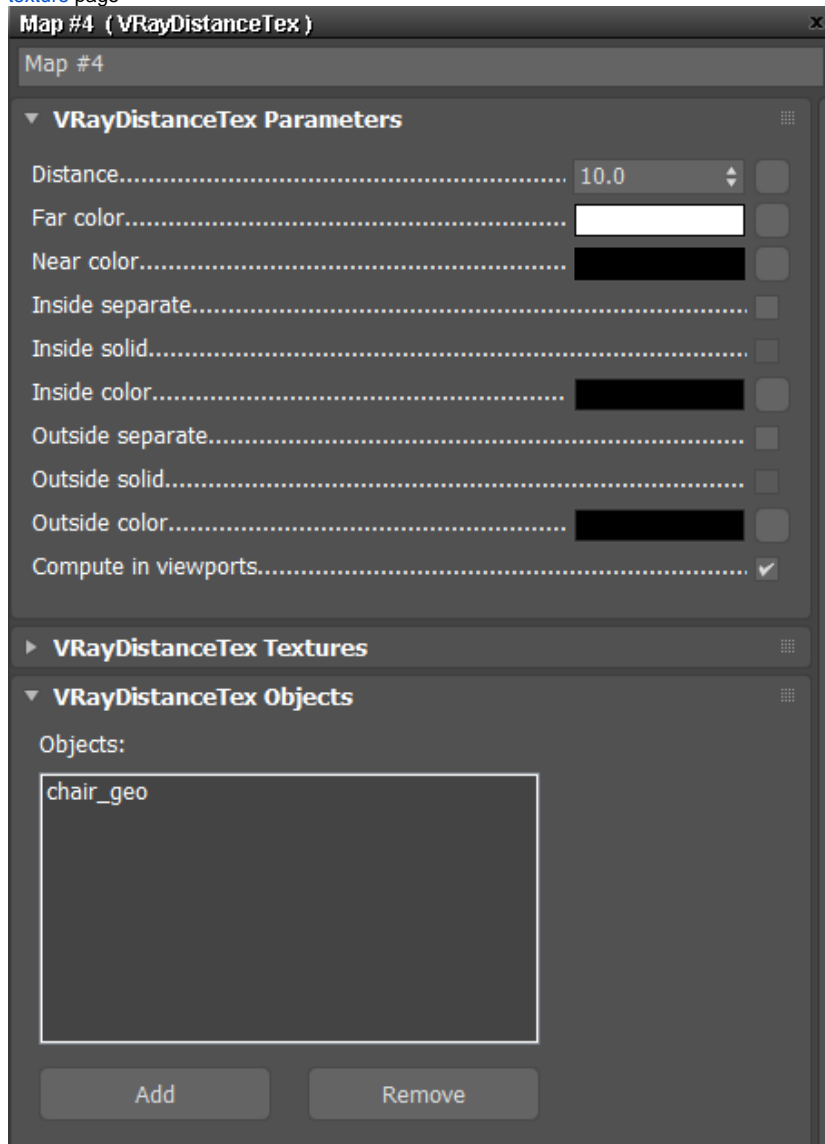 texture page
Map #4 ( VRayDistanceTex ) x
Map #4
VRayDistanceTex Parameters
Distance................................................................. 10.0
Far color.................................................................
Near color................................................................
Inside separate...........................................................
Inside solid..............................................................
Inside color..............................................................
Outside separate..........................................................
Outside solid.............................................................
Outside color.............................................................
Compute in viewports......................................................
VRayDistanceTex Textures
VRayDistanceTex Objects
Objects:
chair_geo
Add Remove